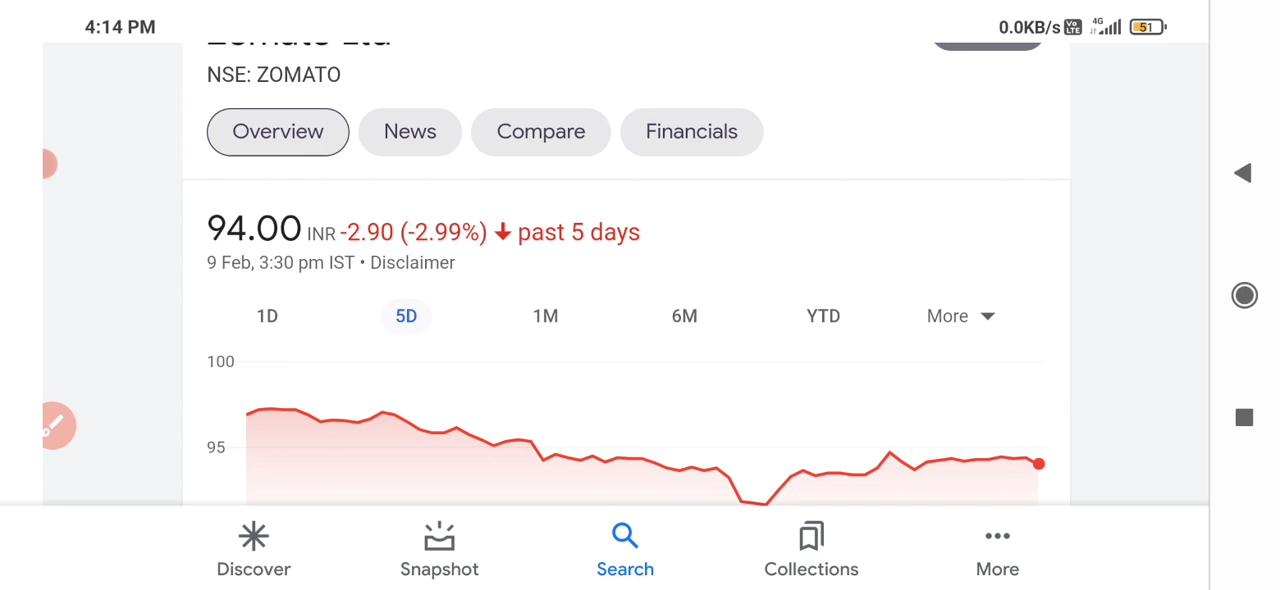 4:14 PM
0.0KB/s Vo LTE 4G 51
NSE: ZOMATO
Overview
News
Compare
Financials
94.00 INR -2.90 (-2.99%) ↓ past 5 days
9 Feb, 3:30 pm IST • Disclaimer
1D
5D
1M
6M
YTD
More
100
95
Discover
Snapshot
Search
Collections
More